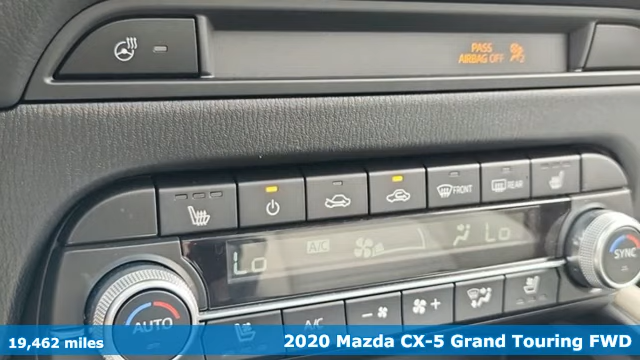 PASS
AIRBAG OFF
2
FRONT
REAR
Lo
A/C
Lo
SYNC
AUTO
A/C
19,462 miles
2020 Mazda CX-5 Grand Touring FWD